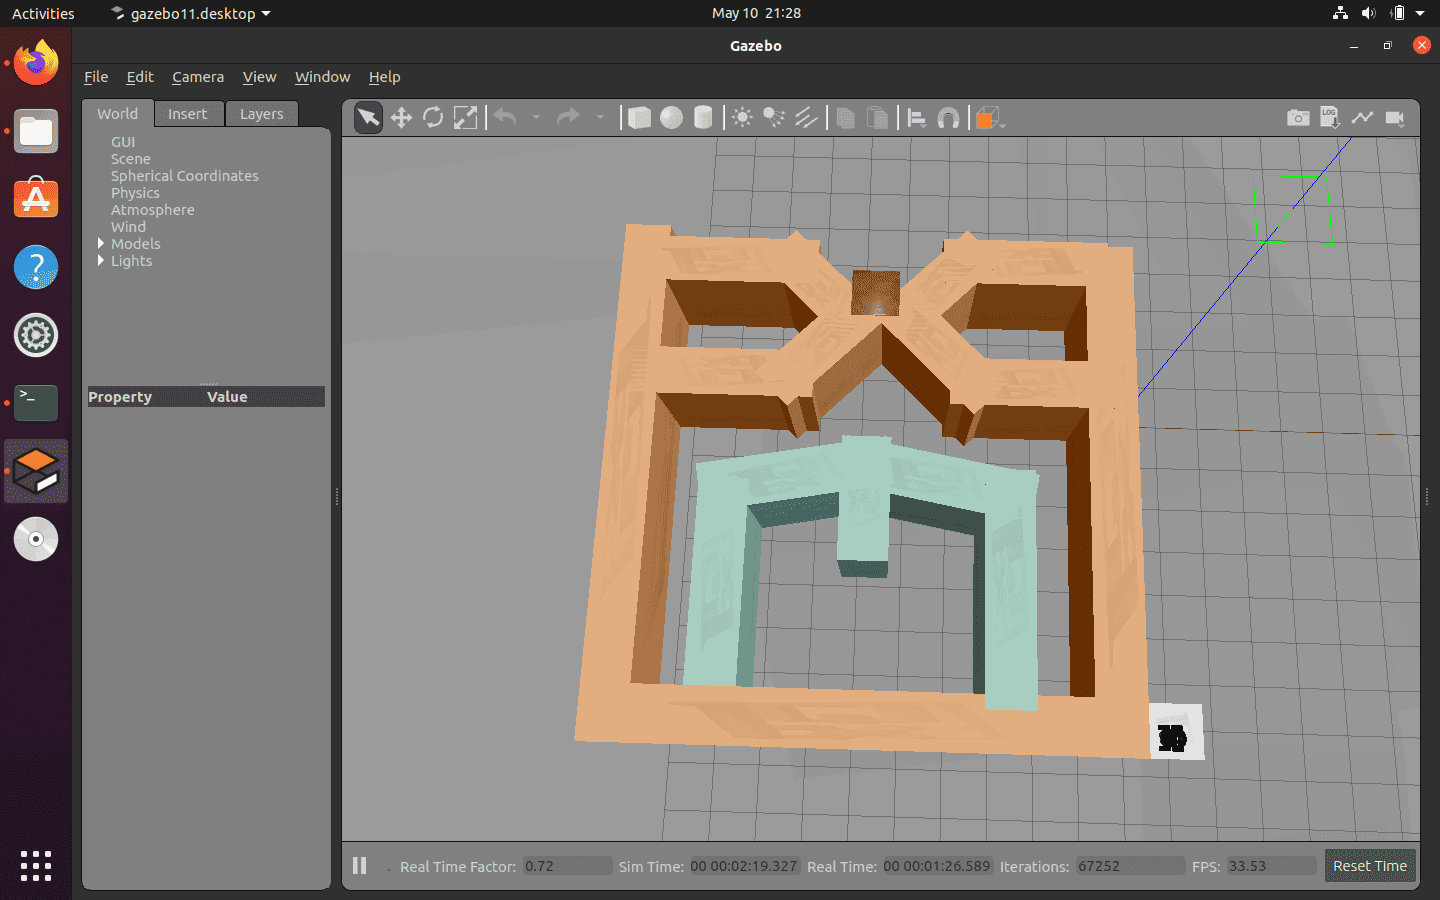 Activities gazebo11.desktop May 10 21:28
Gazebo
File Edit Camera View Window Help
World Insert Layers
GUI
Scene
Spherical Coordinates
Physics
Atmosphere
Wind
Models
Lights
Property Value
LOG
Real Time Factor: 0.72 Sim Time: 00 00:02:19.327 Real Time: 00 00:01:26.589 Iterations: 67252 FPS: 33.53 Reset Time